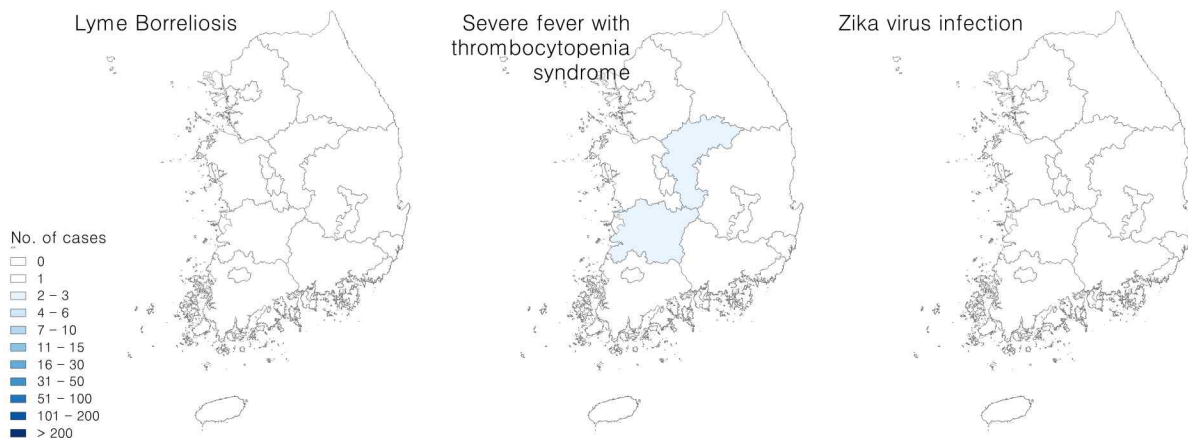 Lyme Borreliosis
Severe fever with
thrombocytopenia
syndrome
Zika virus infection
No. of cases
0
1
2 – 3
4 – 6
7 – 10
11 – 15
16 – 30
31 – 50
51 – 100
101 – 200
> 200